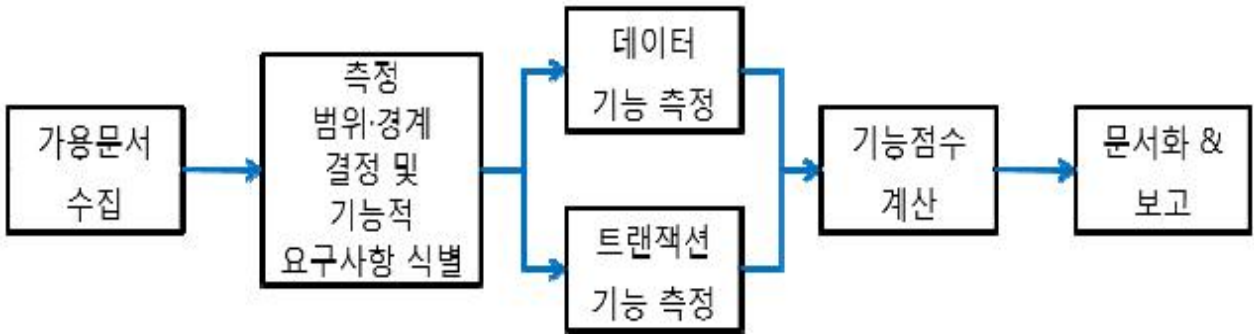 가용문서
수집
측정
범위·경계
결정 및
기능적
요구사항 식별
데이터
기능 측정
트랜잭션
기능 측정
기능점수
계산
문서화 &
보고